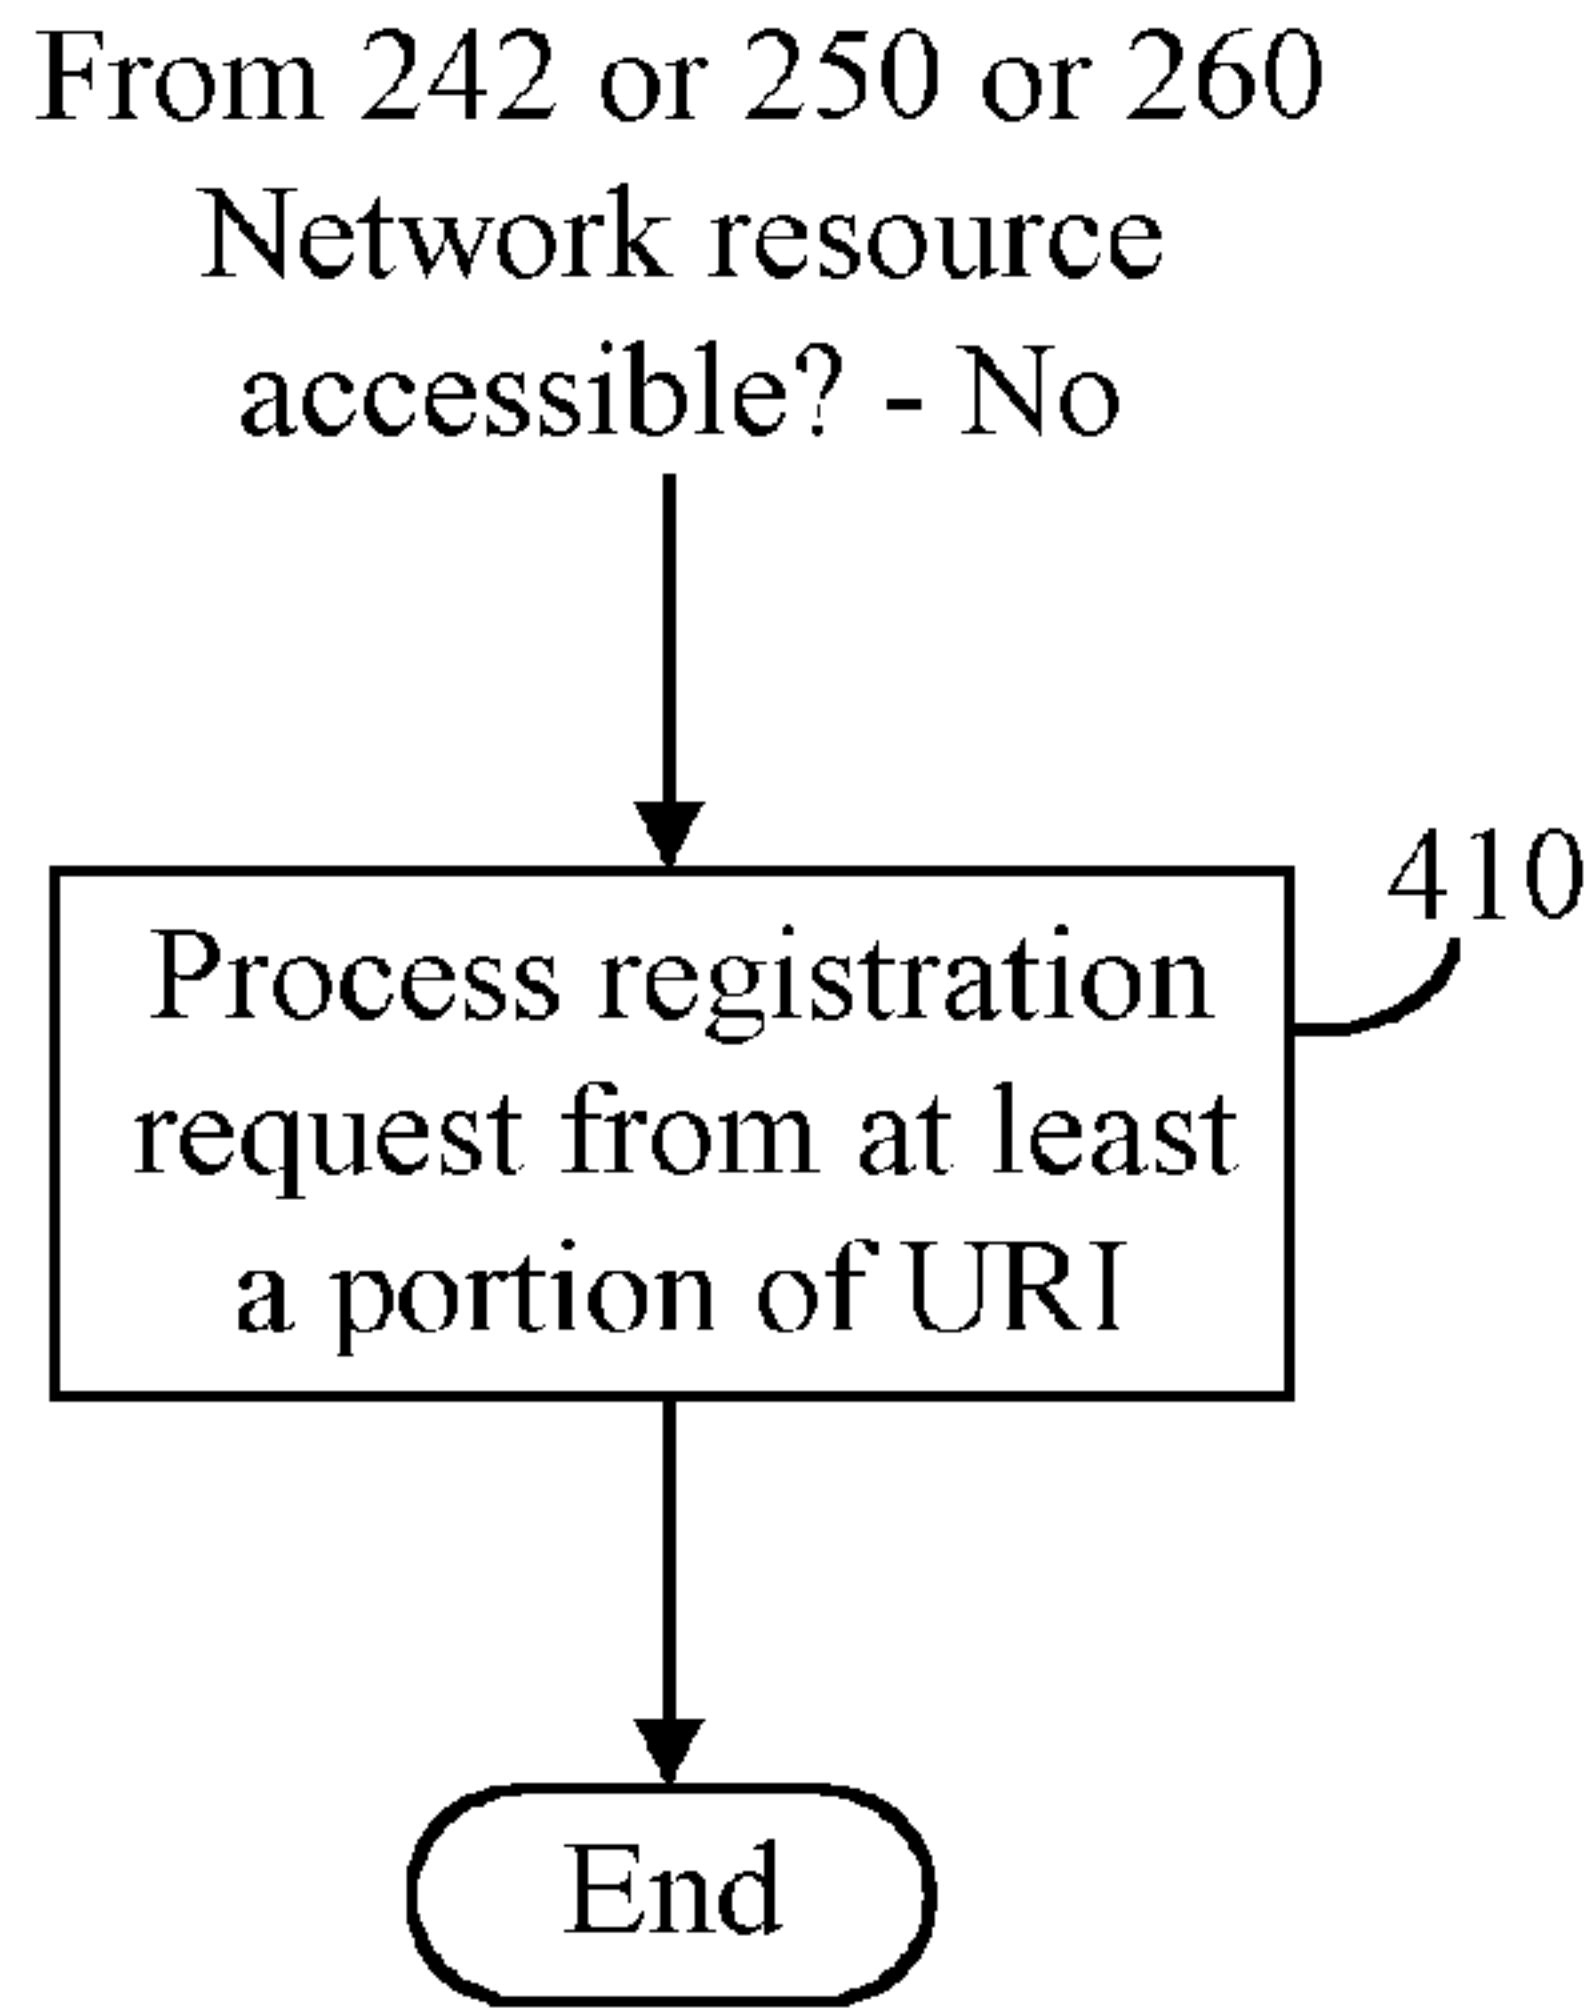 From 242 or 250 or 260
Network resource
accessible? - No
410
Process registration
request from at least
a portion of URI
End